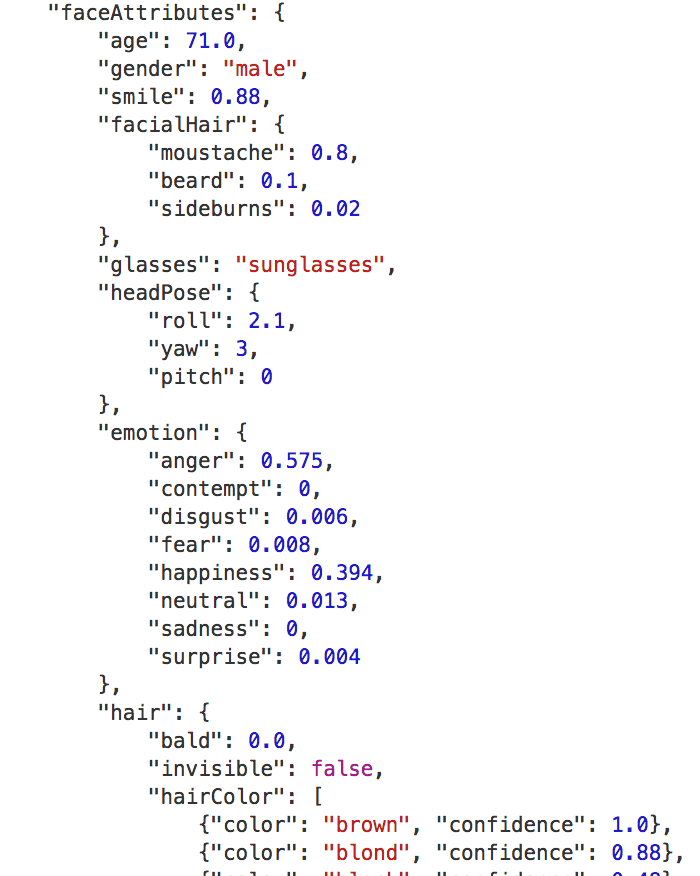 "faceAttributes": {
"age": 71.0,
"gender": "male",
"smile": 0.88,
"facialHair": {
"moustache": 0.8,
"beard": 0.1,
"sideburns": 0.02
},
"glasses": "sunglasses",
"headPose": {
"roll": 2.1,
"yaw": 3,
"pitch": 0
},
"emotion": {
"anger": 0.575,
"contempt": 0,
"disgust": 0.006,
"fear": 0.008,
"happiness": 0.394,
"neutral": 0.013,
"sadness": 0,
"surprise": 0.004
},
"hair": {
"bald": 0.0,
"invisible": false,
"hairColor": [
{"color": "brown", "confidence": 1.0},
{"color": "blond", "confidence": 0.88},